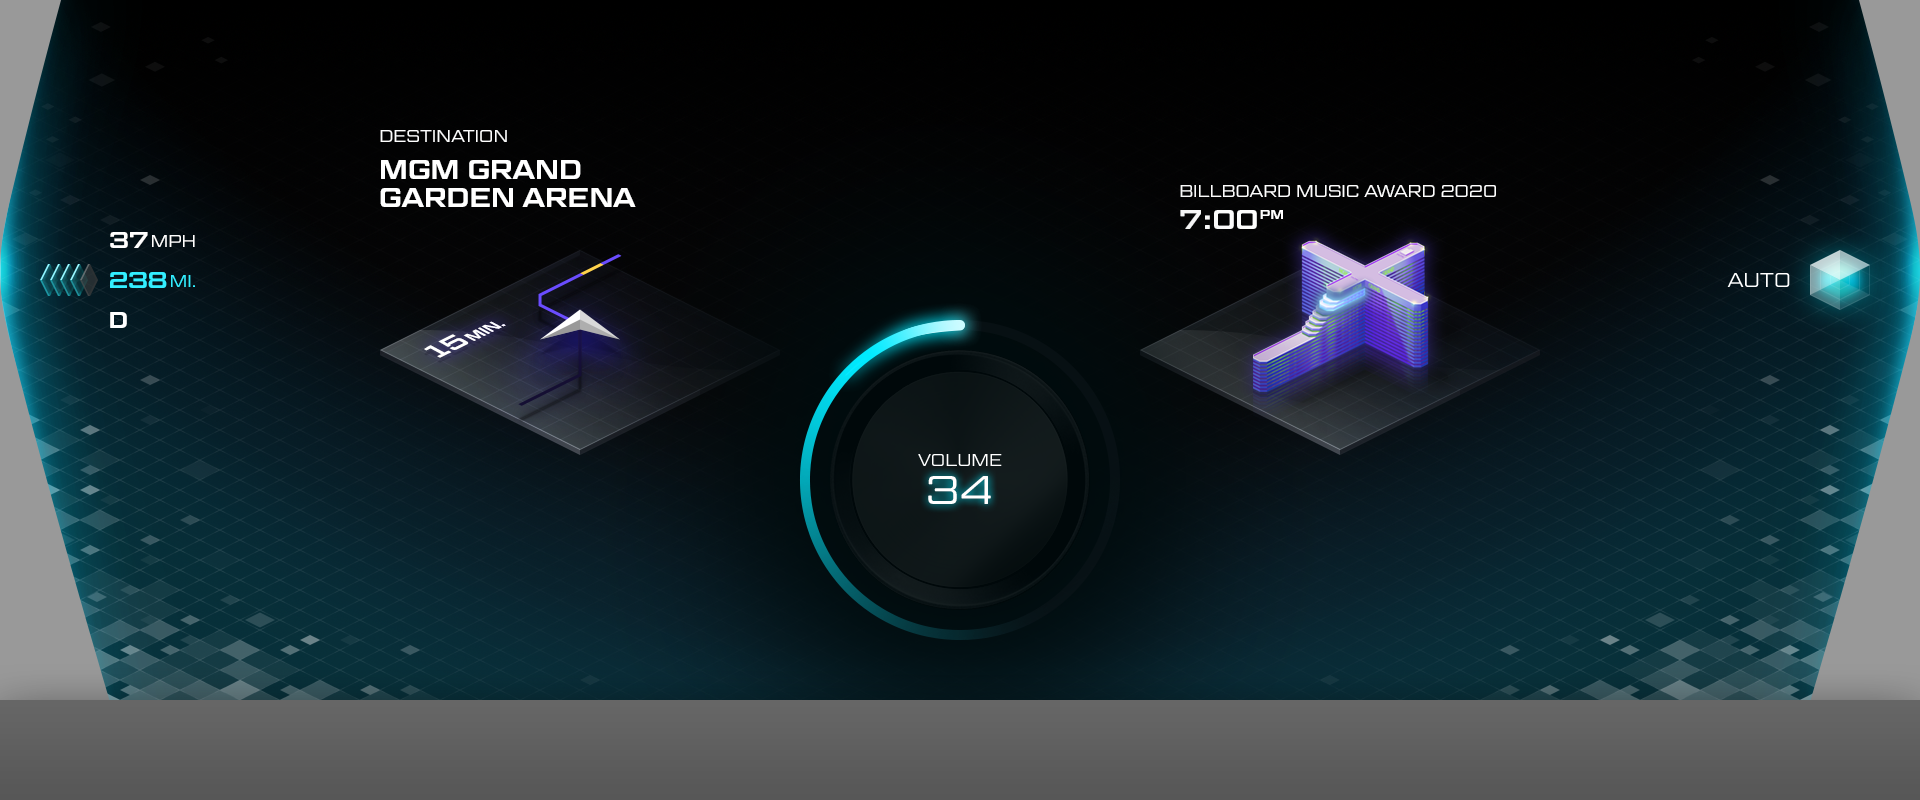 DESTINATION
MGM GRAND
GARDEN ARENA
BILLBOARD MUSIC AWARD 2020
7:00 PM
37 MPH
238 MI.
D
AUTO
15 MIN.
VOLUME
34